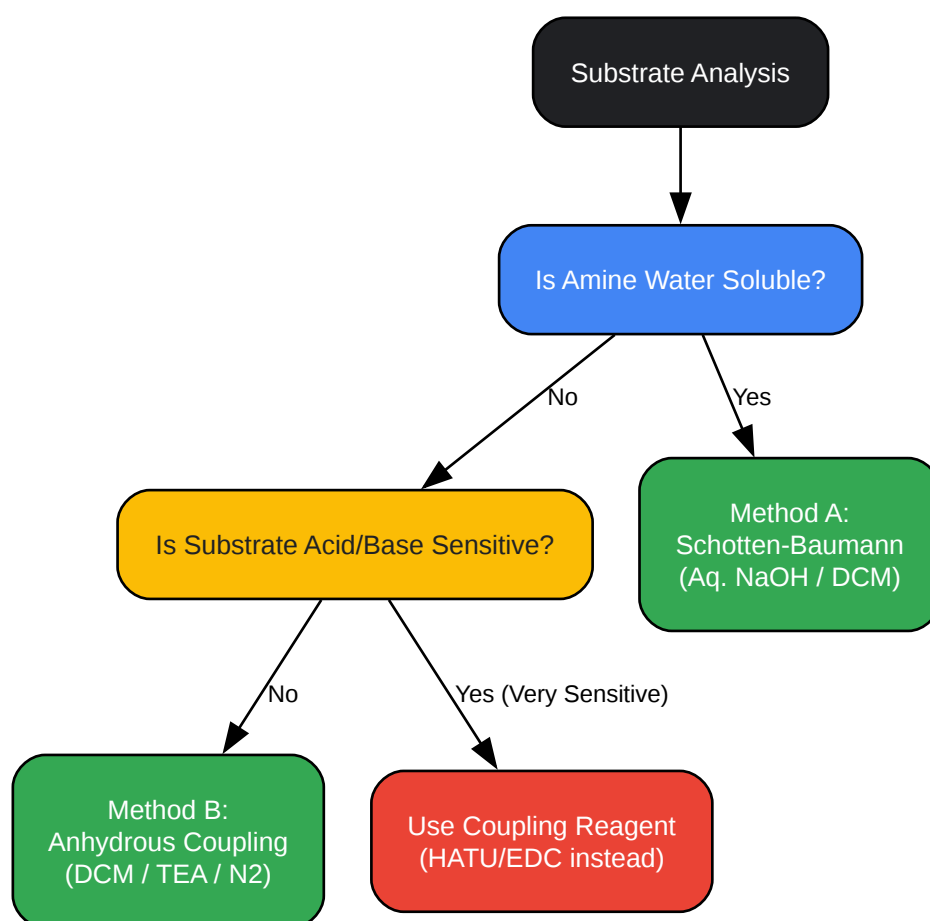 Substrate Analysis
Is Amine Water Soluble?
No
Yes
Method A:
Schotten-Baumann
(Aq. NaOH / DCM)
Is Substrate Acid/Base Sensitive?
No
Yes (Very Sensitive)
Method B:
Anhydrous Coupling
(DCM / TEA / N2)
Use Coupling Reagent
(HATU/EDC instead)